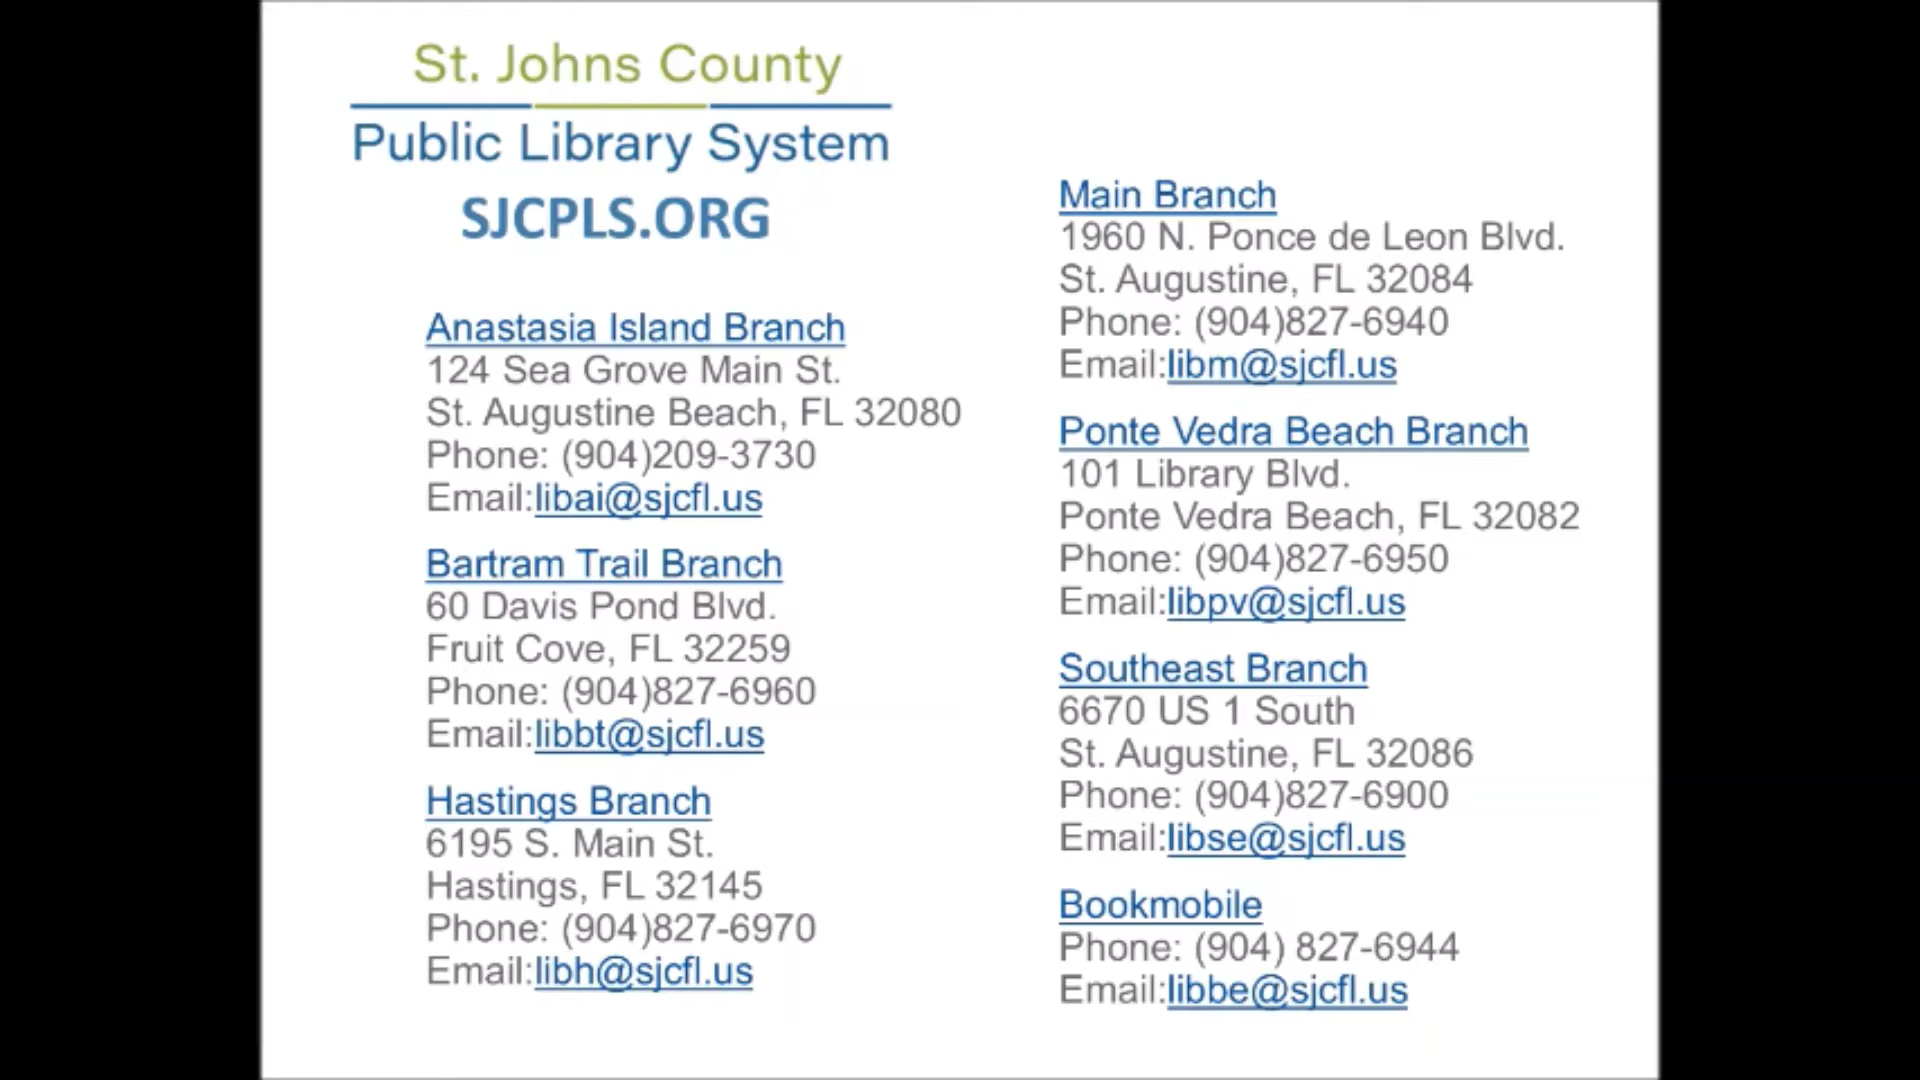 St. Johns County
Public Library System
SJCPLS.ORG
Anastasia Island Branch
124 Sea Grove Main St.
St. Augustine Beach, FL 32080
Phone: (904)209-3730
Email:libai@sjcfl.us
Bartram Trail Branch
60 Davis Pond Blvd.
Fruit Cove, FL 32259
Phone: (904)827-6960
Email:libbt@sjcfl.us
Hastings Branch
6195 S. Main St.
Hastings, FL 32145
Phone: (904)827-6970
Email:libh@sjcfl.us
Main Branch
1960 N. Ponce de Leon Blvd.
St. Augustine, FL 32084
Phone: (904)827-6940
Email:libm@sjcfl.us
Ponte Vedra Beach Branch
101 Library Blvd.
Ponte Vedra Beach, FL 32082
Phone: (904)827-6950
Email:libpv@sjcfl.us
Southeast Branch
6670 US 1 South
St. Augustine, FL 32086
Phone: (904)827-6900
Email:libse@sjcfl.us
Bookmobile
Phone: (904) 827-6944
Email:libbe@sjcfl.us